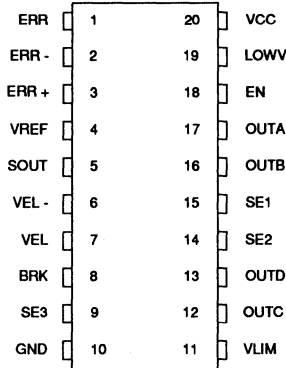 ERR 1 20 VCC
ERR - 2 19 LOWV
ERR + 3 18 EN
VREF 4 17 OUTA
SOUT 5 16 OUTB
VEL - 6 15 SE1
VEL 7 14 SE2
BRK 8 13 OUTD
SE3 9 12 OUTC
GND 10 11 VLIM